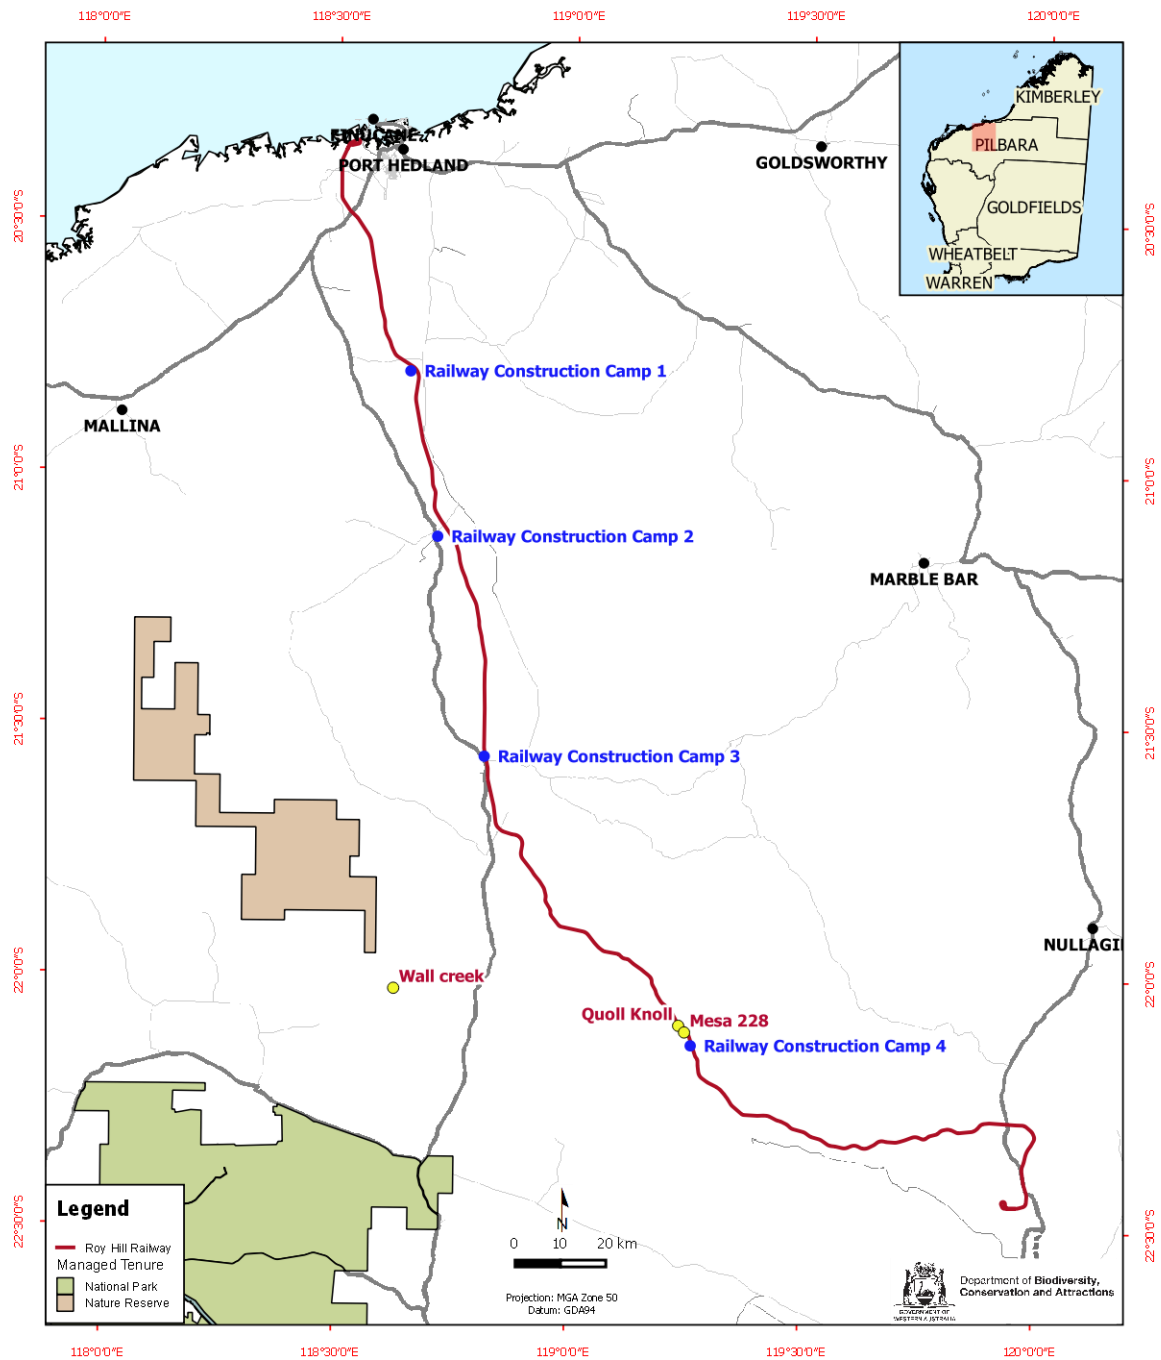 118°0'0"E
118°30'0"E
119°0'0"E
119°30'0"E
120°0'0"E
KIMBERLEY
PILBARA
GOLDFIELDS
WHEATBELT
WARREN
FINUCANE
PORT HEDLAND
GOLDSWORTHY
20°30'0"S
20°30'0"S
Railway Construction Camp 1
MALLINA
21°0'0"S
21°0'0"S
Railway Construction Camp 2
MARBLE BAR
21°30'0"S
21°30'0"S
Railway Construction Camp 3
NULLAGI
22°0'0"S
22°0'0"S
Wall creek
Quoll Knoll
Mesa 228
Railway Construction Camp 4
22°30'0"S
22°30'0"S
Legend
Roy Hill Railway
Managed Tenure
National Park
Nature Reserve
N
0 10 20 km
Projection: MGA Zone 50
Datum: GDA94
GOVERNMENT OF
WESTERN AUSTRALIA
Department of Biodiversity,
Conservation and Attractions
118°0'0"E
118°30'0"E
119°0'0"E
119°30'0"E
120°0'0"E